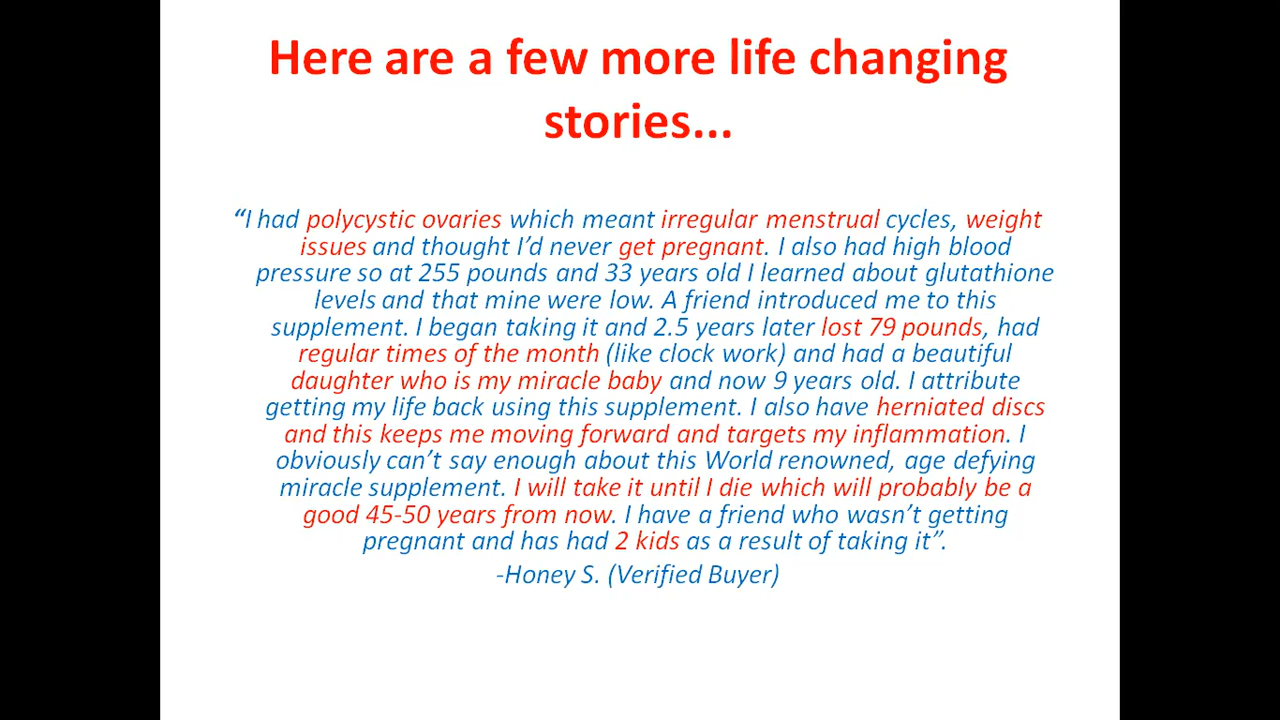 Here are a few more life changing
stories...
“I had polycystic ovaries which meant irregular menstrual cycles, weight
issues and thought I’d never get pregnant. I also had high blood
pressure so at 255 pounds and 33 years old I learned about glutathione
levels and that mine were low. A friend introduced me to this
supplement. I began taking it and 2.5 years later lost 79 pounds, had
regular times of the month (like clock work) and had a beautiful
daughter who is my miracle baby and now 9 years old. I attribute
getting my life back using this supplement. I also have herniated discs
and this keeps me moving forward and targets my inflammation. I
obviously can’t say enough about this World renowned, age defying
miracle supplement. I will take it until I die which will probably be a
good 45-50 years from now. I have a friend who wasn’t getting
pregnant and has had 2 kids as a result of taking it”.
-Honey S. (Verified Buyer)